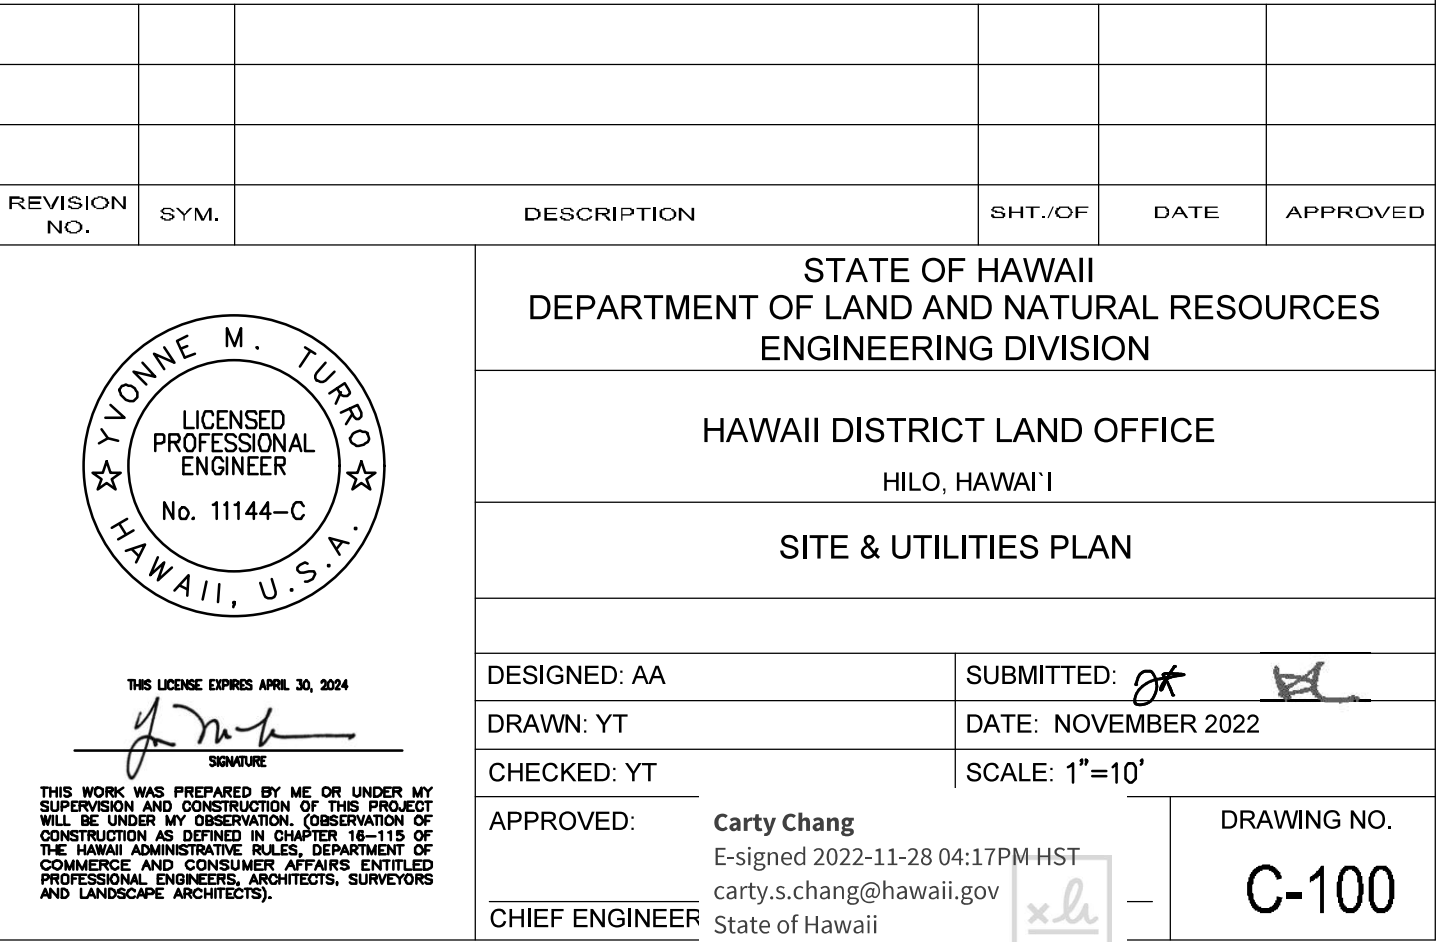 REVISION
NO.
SYM.
DESCRIPTION
SHT./OF
DATE
APPROVED
YVONNE M. TURRO
LICENSED
PROFESSIONAL
ENGINEER
No. 11144-C
HAWAII, U.S.A.
THIS LICENSE EXPIRES APRIL 30, 2024
SIGNATURE
THIS WORK WAS PREPARED BY ME OR UNDER MY
SUPERVISION AND CONSTRUCTION OF THIS PROJECT
WILL BE UNDER MY OBSERVATION. (OBSERVATION OF
CONSTRUCTION AS DEFINED IN CHAPTER 16-115 OF
THE HAWAII ADMINISTRATIVE RULES, DEPARTMENT OF
COMMERCE AND CONSUMER AFFAIRS ENTITLED
PROFESSIONAL ENGINEERS, ARCHITECTS, SURVEYORS
AND LANDSCAPE ARCHITECTS).
STATE OF HAWAII
DEPARTMENT OF LAND AND NATURAL RESOURCES
ENGINEERING DIVISION
HAWAII DISTRICT LAND OFFICE
HILO, HAWAI`I
SITE & UTILITIES PLAN
DESIGNED: AA
SUBMITTED:
DRAWN: YT
DATE: NOVEMBER 2022
CHECKED: YT
SCALE: 1"=10'
APPROVED:
Carty Chang
E-signed 2022-11-28 04:17PM HST
carty.s.chang@hawaii.gov
State of Hawaii
CHIEF ENGINEER
DRAWING NO.
C-100